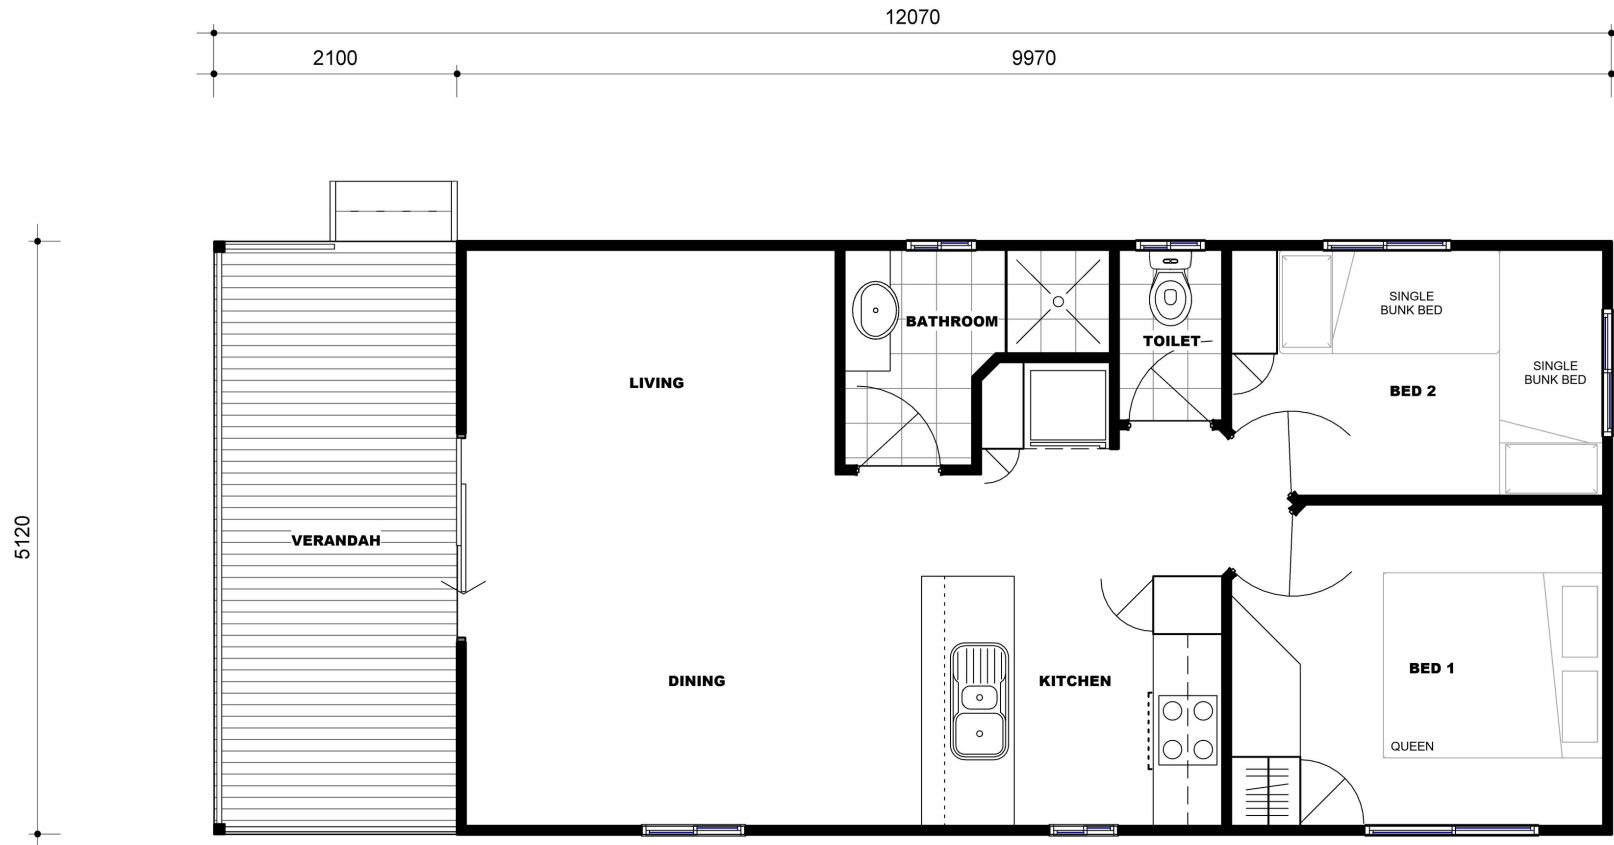 12070
2100
9970
5120
SINGLE
BUNK BED
BATHROOM
TOILET
SINGLE
BUNK BED
LIVING
BED 2
VERANDAH
BED 1
DINING
KITCHEN
QUEEN